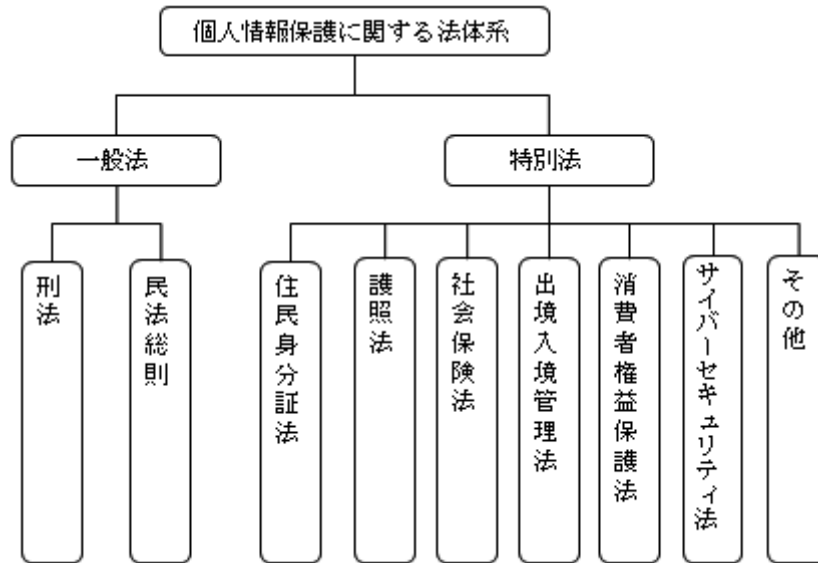 個人情報保護に関する法体系
一般法
特別法
刑法
民法総則
住民身分証法
護照法
社会保険法
出境入境管理法
消費者権益保護法
サイバーセキュリティ法
その他